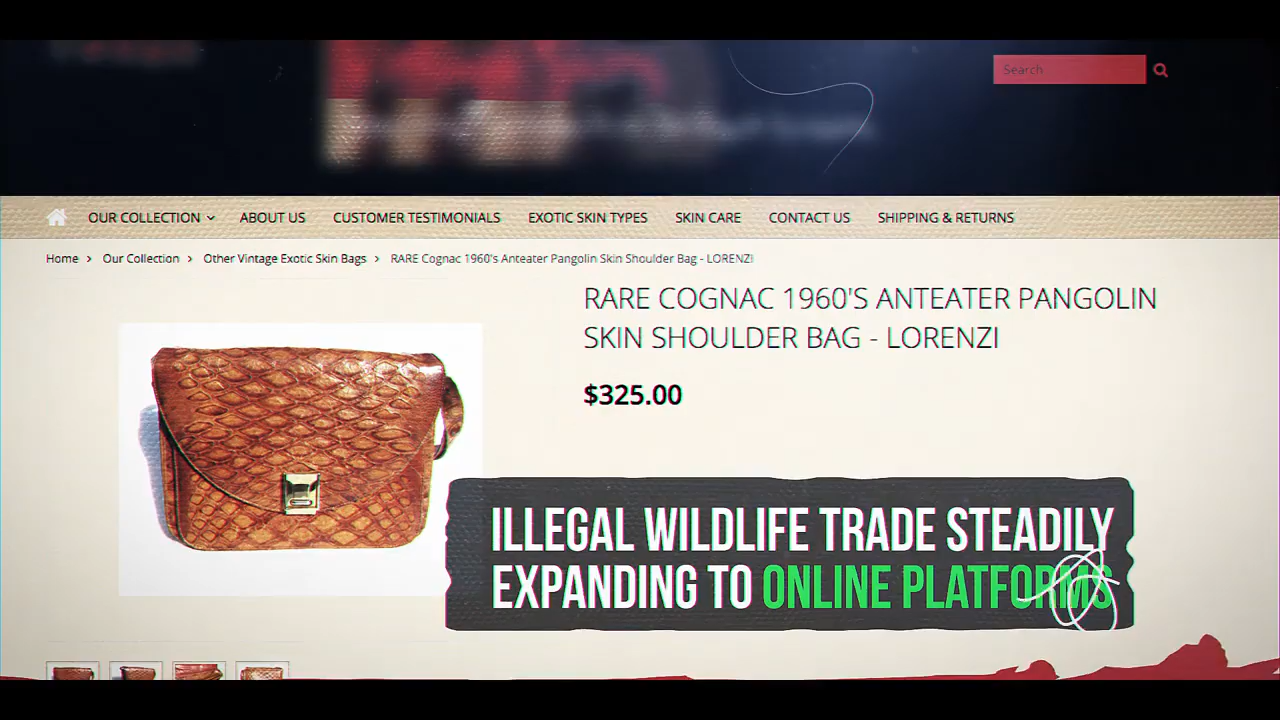 Search
OUR COLLECTION
ABOUT US
CUSTOMER TESTIMONIALS
EXOTIC SKIN TYPES
SKIN CARE
CONTACT US
SHIPPING & RETURNS
Home > Our Collection > Other Vintage Exotic Skin Bags > RARE Cognac 1960's Anteater Pangolin Skin Shoulder Bag - LORENZI
RARE COGNAC 1960'S ANTEATER PANGOLIN
SKIN SHOULDER BAG - LORENZI
$325.00
ILLEGAL WILDLIFE TRADE STEADILY
EXPANDING TO ONLINE PLATFORMS